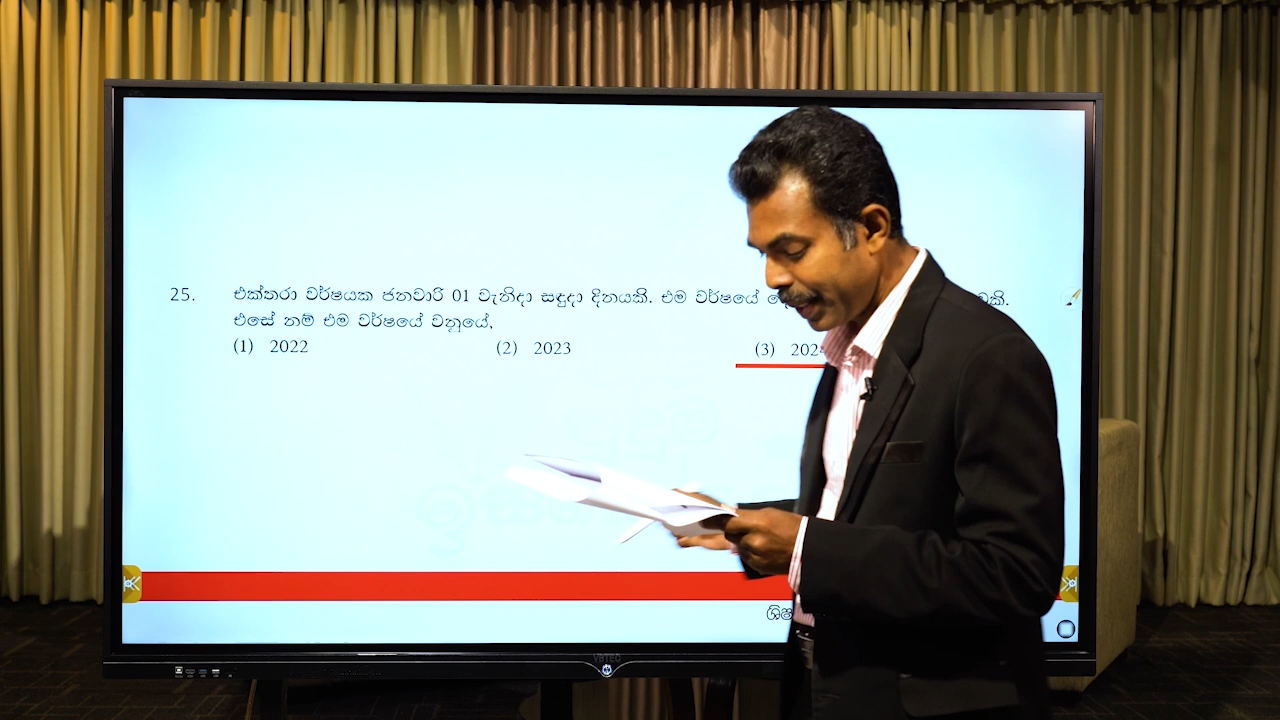 25. එක්තරා වර්ෂයක ජනවාරි 01 වැනිදා සඳුදා දිනයකි. එම වර්ෂයේ
එසේ නම් එම වර්ෂයේ වනුයේ,
(1) 2022 (2) 2023 (3)
VBTEC